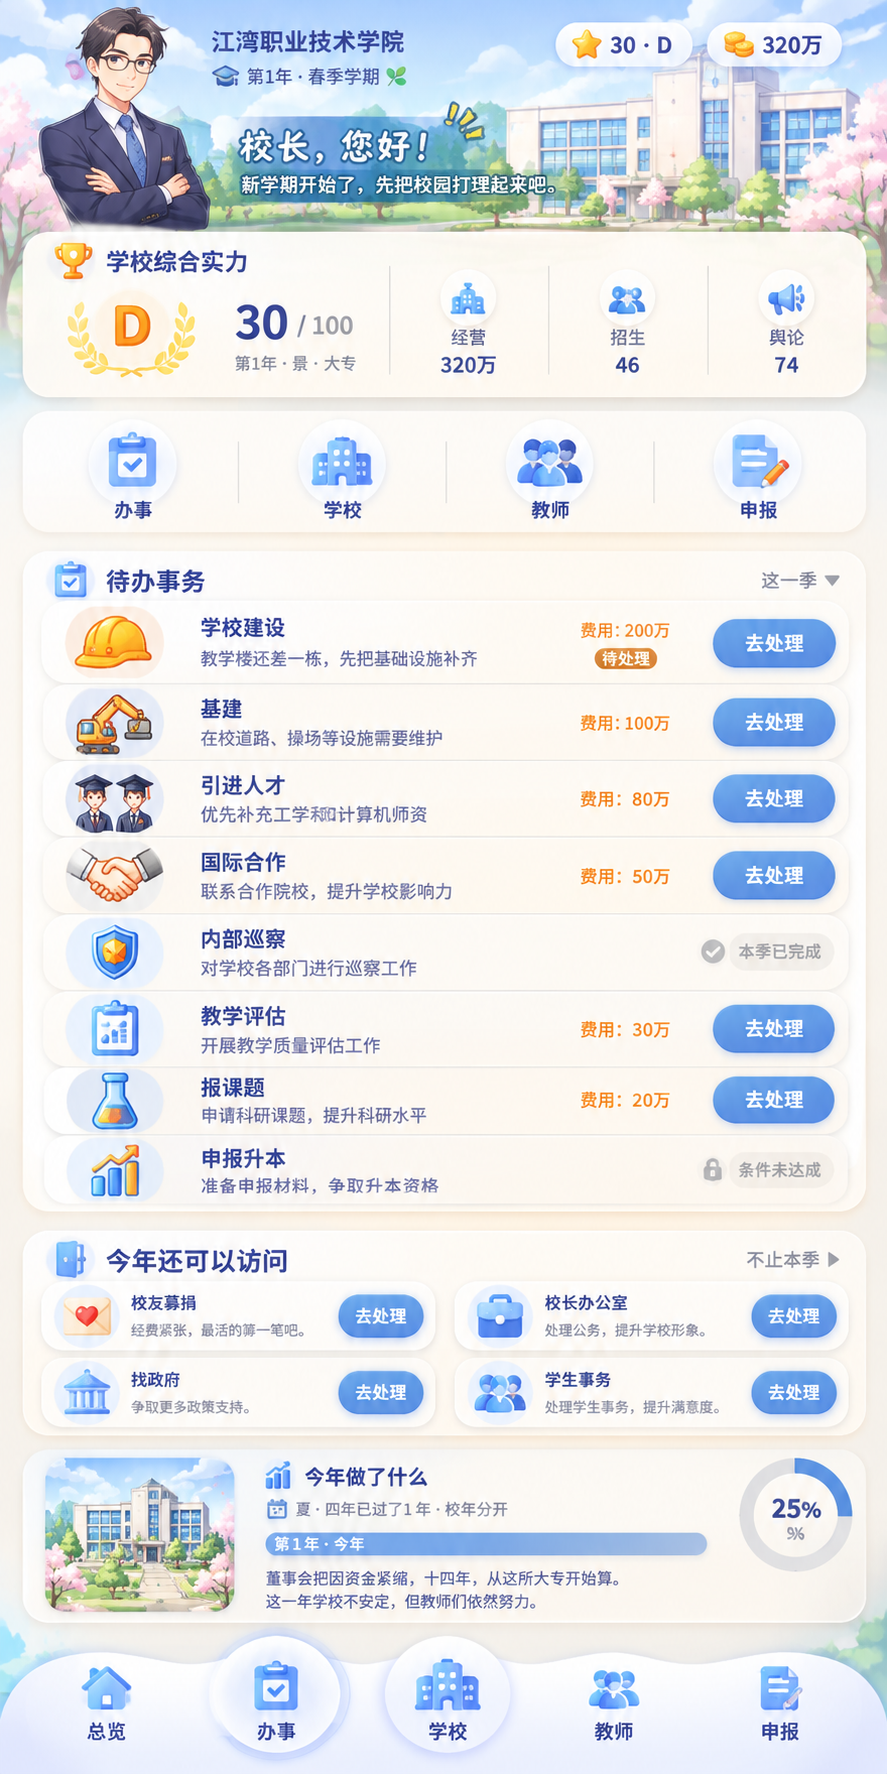 江湾职业技术学院
第1年 · 春季学期
30 · D
320万
校长，您好！
新学期开始了，先把校园打理起来吧。
学校综合实力
D
30 / 100
第1年 · 景 · 大专
经营
320万
招生
46
舆论
74
办事
学校
教师
申报
待办事务
这一季
学校建设
教学楼还差一栋，先把基础设施补齐
费用：200万
待处理
去处理
基建
在校道路、操场等设施需要维护
费用：100万
去处理
引进人才
优先补充工学和计算机师资
费用：80万
去处理
国际合作
联系合作院校，提升学校影响力
费用：50万
去处理
内部巡察
对学校各部门进行巡察工作
本季已完成
教学评估
开展教学质量评估工作
费用：30万
去处理
报课题
申请科研课题，提升科研水平
费用：20万
去处理
申报升本
准备申报材料，争取升本资格
条件未达成
今年还可以访问
不止本季
校友募捐
经费紧张，最活的筹一笔吧。
去处理
校长办公室
处理公务，提升学校形象。
去处理
找政府
争取更多政策支持。
去处理
学生事务
处理学生事务，提升满意度。
去处理
今年做了什么
夏 · 四年已过了1年 · 校年分开
第1年 · 今年
董事会把因资金紧缩，十四年，从这所大专开始算。
这一年学校不安定，但教师们依然努力。
25%
%
总览
办事
学校
教师
申报